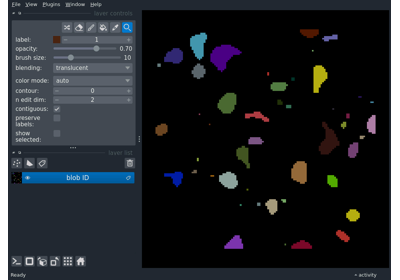 File View Plugins Window Help
layer controls
label: 1
opacity: 0.70
brush size: 10
blending: translucent
color mode: auto
contour: 0
n edit dim: 2
contiguous:
preserve
labels:
show
selected:
layer list
blob ID
Ready
activity